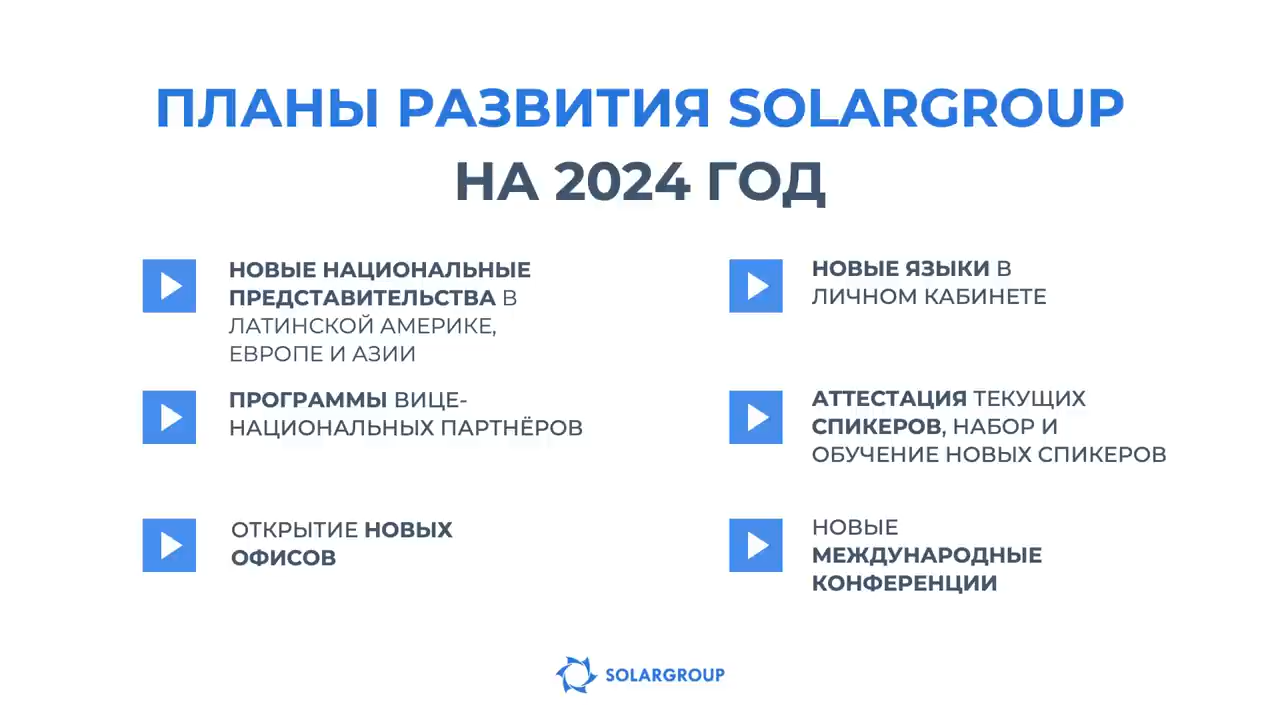 ПЛАНЫ РАЗВИТИЯ SOLARGROUP
НА 2024 ГОД
НОВЫЕ НАЦИОНАЛЬНЫЕ
ПРЕДСТАВИТЕЛЬСТВА В
ЛАТИНСКОЙ АМЕРИКЕ,
ЕВРОПЕ И АЗИИ
ПРОГРАММЫ ВИЦЕ-
НАЦИОНАЛЬНЫХ ПАРТНЁРОВ
ОТКРЫТИЕ НОВЫХ
ОФИСОВ
НОВЫЕ ЯЗЫКИ В
ЛИЧНОМ КАБИНЕТЕ
АТТЕСТАЦИЯ ТЕКУЩИХ
СПИКЕРОВ, НАБОР И
ОБУЧЕНИЕ НОВЫХ СПИКЕРОВ
НОВЫЕ
МЕЖДУНАРОДНЫЕ
КОНФЕРЕНЦИИ
SOLARGROUP